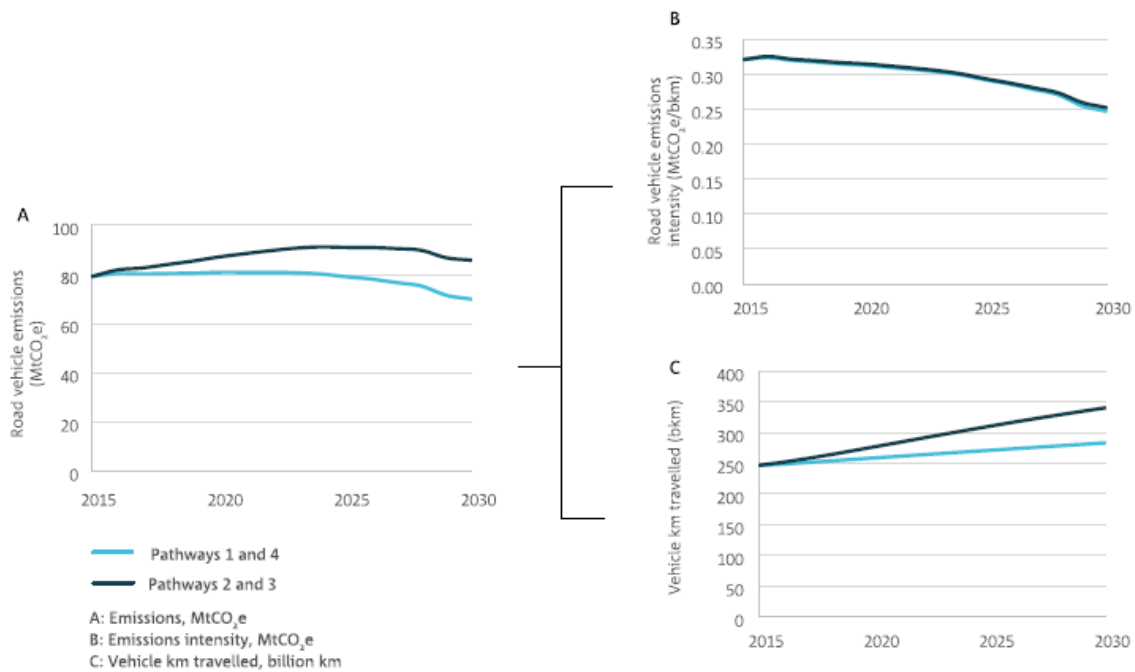 A
Road vehicle emissions
(MtCO₂e)
100
80
60
40
20
0
2015
2020
2025
2030
Pathways 1 and 4
Pathways 2 and 3
A: Emissions, MtCO₂e
B: Emissions intensity, MtCO₂e
C: Vehicle km travelled, billion km
B
Road vehicle emissions
intensity (MtCO₂e/bkm)
0.35
0.30
0.25
0.20
0.15
0.10
0.05
0.00
2015
2020
2025
2030
C
Vehicle km travelled (bkm)
400
350
300
250
200
150
100
50
0
2015
2020
2025
2030